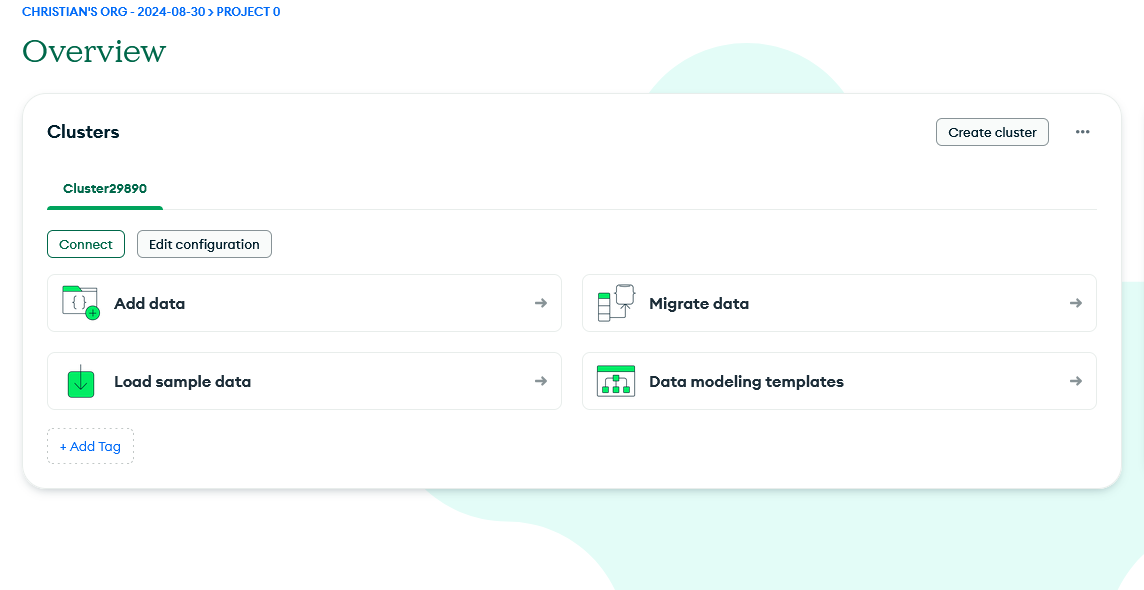 CHRISTIAN'S ORG - 2024-08-30 > PROJECT 0
Overview
Clusters
Create cluster
Cluster29890
Connect
Edit configuration
Add data
Migrate data
Load sample data
Data modeling templates
+ Add Tag